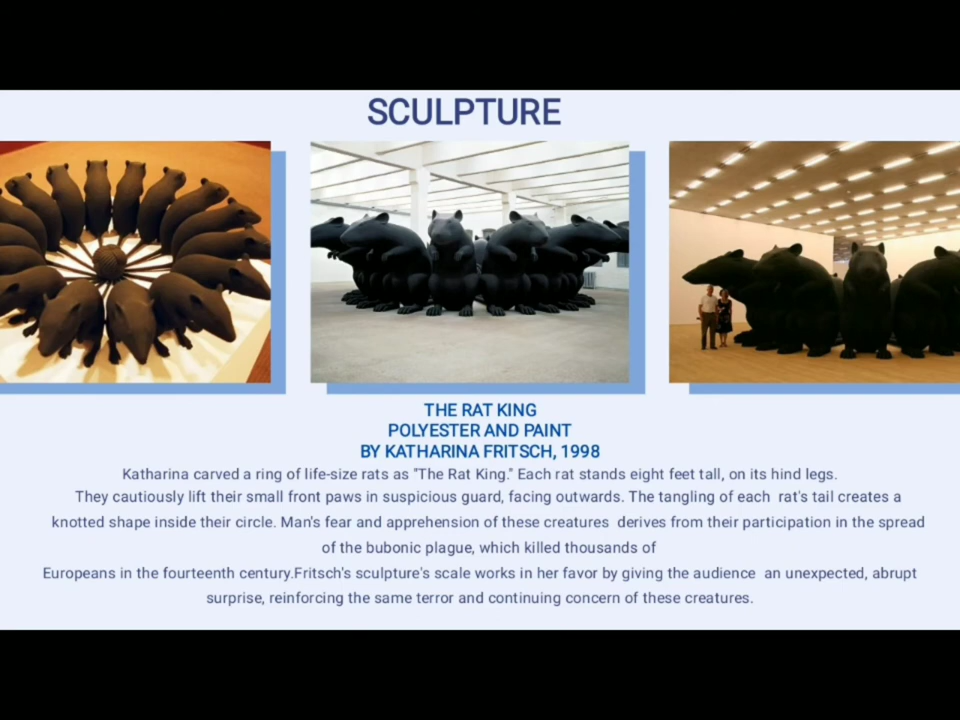 SCULPTURE
THE RAT KING
POLYESTER AND PAINT
BY KATHARINA FRITSCH, 1998
Katharina carved a ring of life-size rats as "The Rat King." Each rat stands eight feet tall, on its hind legs.
They cautiously lift their small front paws in suspicious guard, facing outwards. The tangling of each rat's tail creates a
knotted shape inside their circle. Man's fear and apprehension of these creatures derives from their participation in the spread
of the bubonic plague, which killed thousands of
Europeans in the fourteenth century.Fritsch's sculpture's scale works in her favor by giving the audience an unexpected, abrupt
surprise, reinforcing the same terror and continuing concern of these creatures.